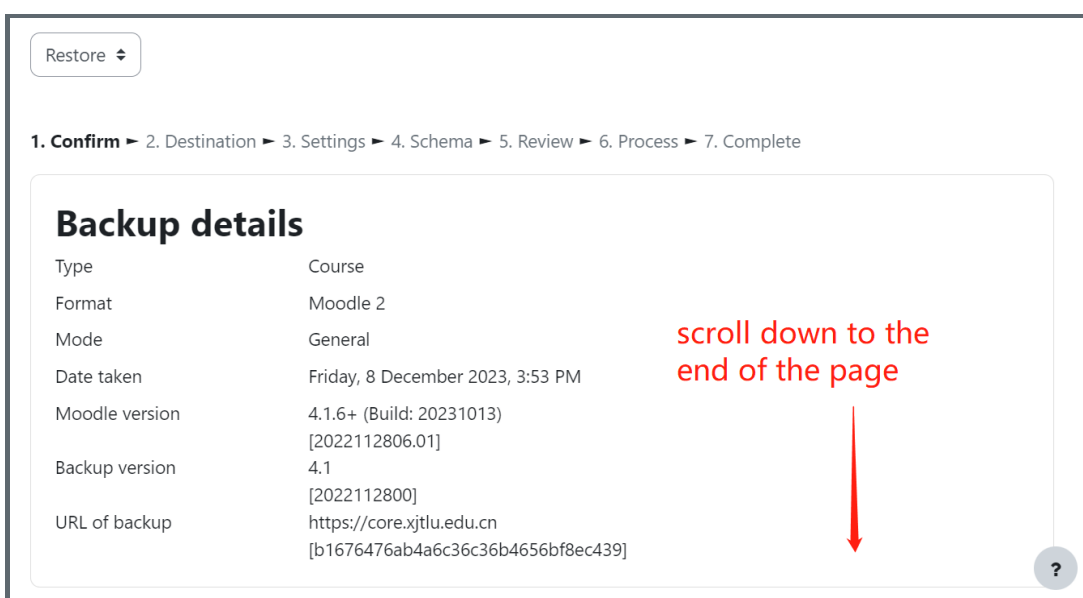 Restore
1. Confirm ► 2. Destination ► 3. Settings ► 4. Schema ► 5. Review ► 6. Process ► 7. Complete
Backup details
Type Course
Format Moodle 2
Mode General
Date taken Friday, 8 December 2023, 3:53 PM
Moodle version 4.1.6+ (Build: 20231013)
[2022112806.01]
Backup version 4.1
[2022112800]
URL of backup https://core.xjtlu.edu.cn
[b1676476ab4a6c36c36b4656bf8ec439]
scroll down to the
end of the page
?